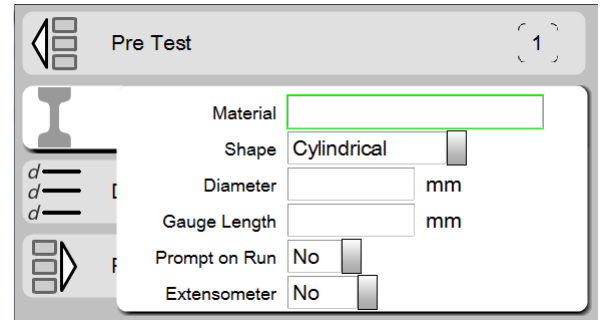 Pre Test
1
Material
Shape Cylindrical
Diameter mm
Gauge Length mm
Prompt on Run No
Extensometer No
d
d
d